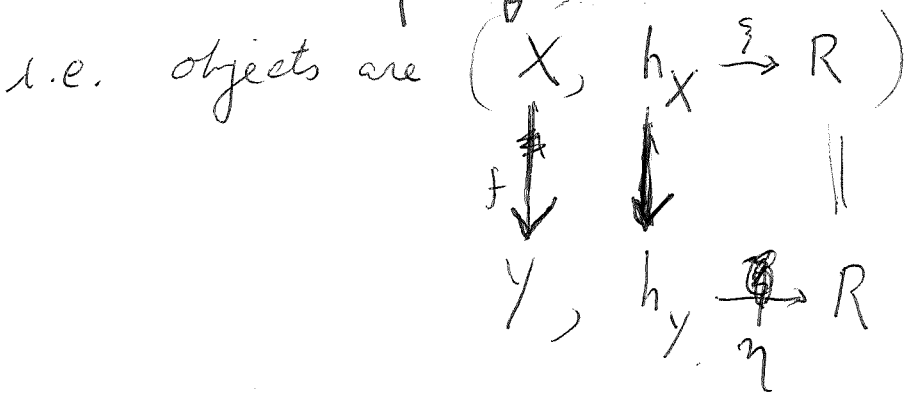 i.e. objects are (X, h_X →^ξ R)
f ↓ ↓ ||
Y, h_Y → R
η